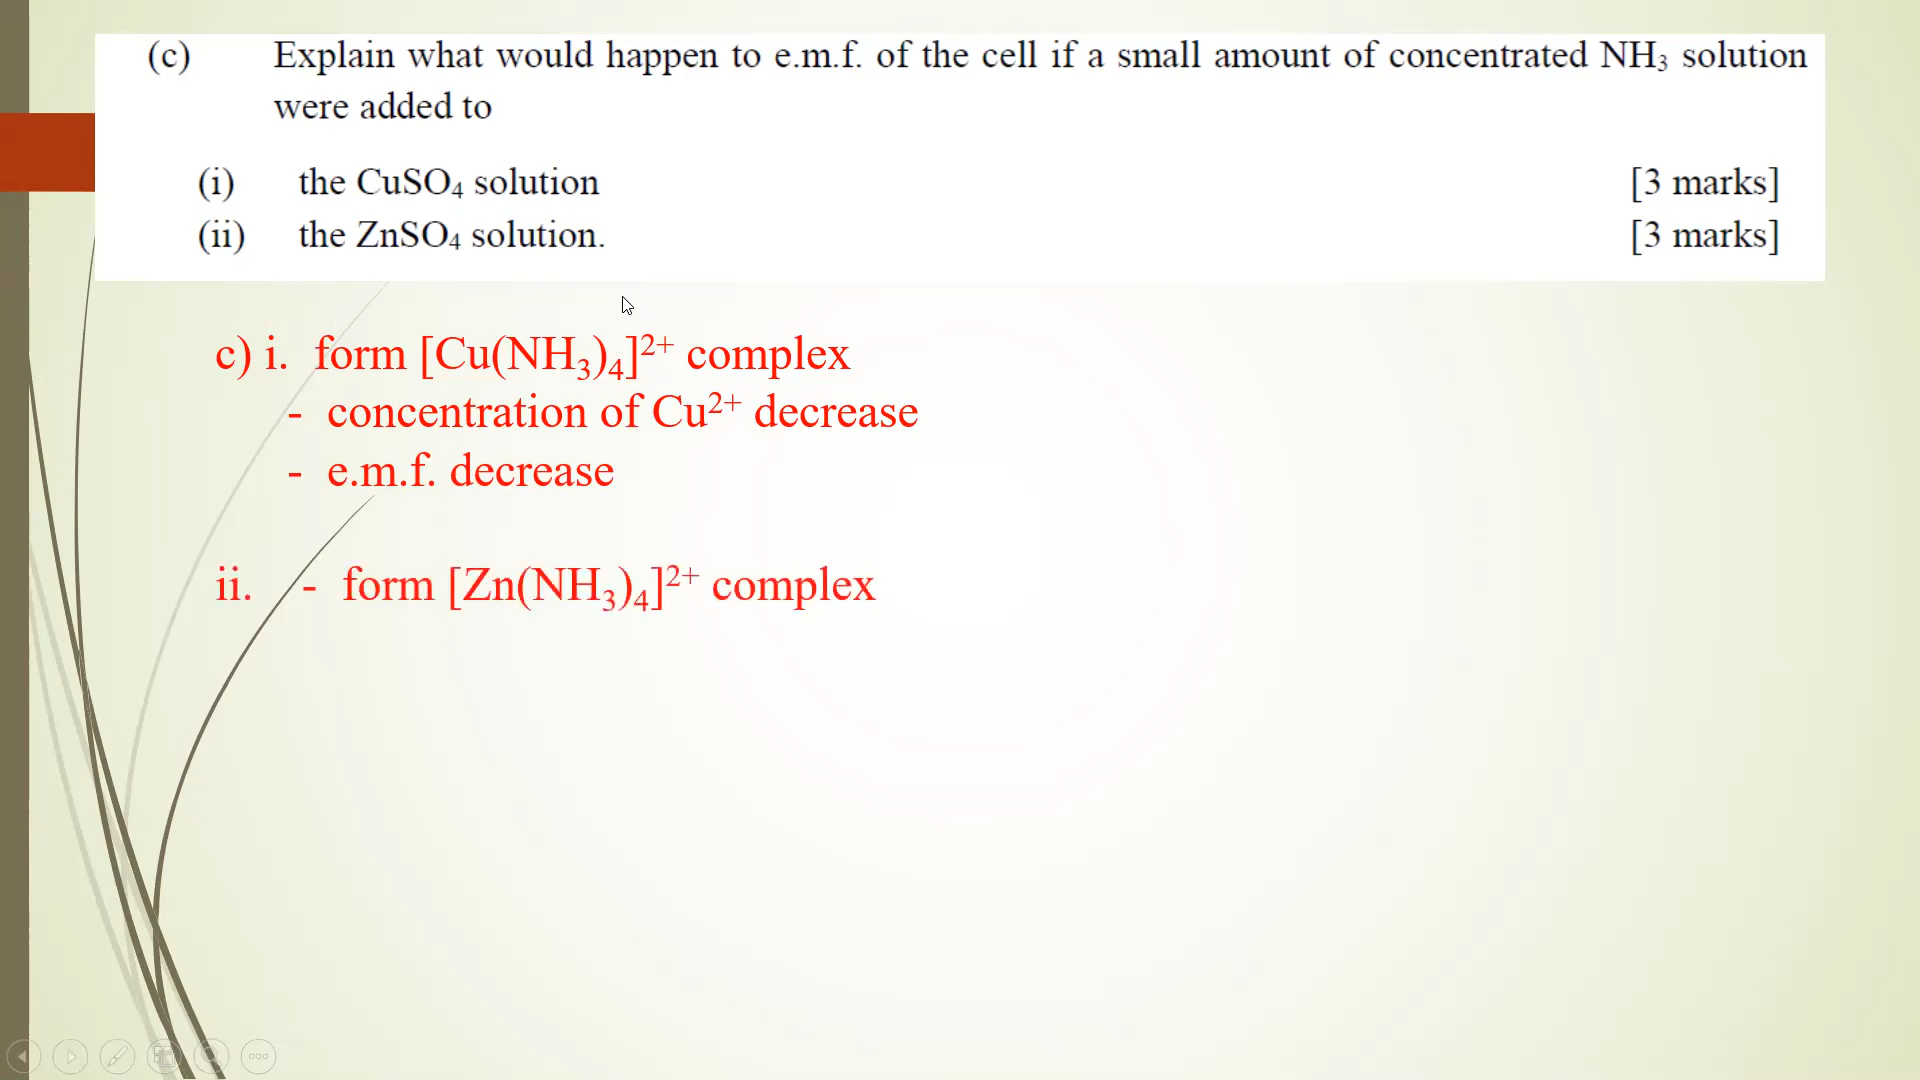 (c) Explain what would happen to e.m.f. of the cell if a small amount of concentrated NH₃ solution
were added to
(i) the CuSO₄ solution [3 marks]
(ii) the ZnSO₄ solution. [3 marks]
c) i. form [Cu(NH₃)₄]²⁺ complex
- concentration of Cu²⁺ decrease
- e.m.f. decrease
ii. - form [Zn(NH₃)₄]²⁺ complex